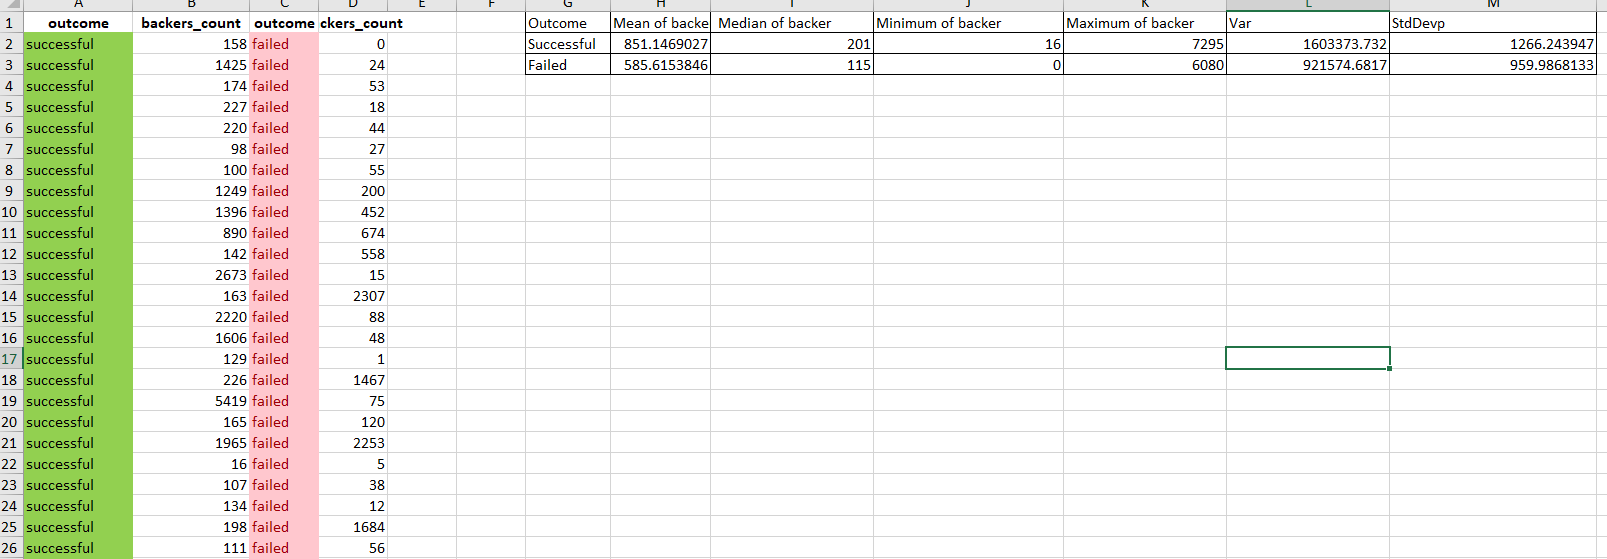 A B C D E F G H I J K L M
1 outcome backers_count outcome ckers_count Outcome Mean of backe Median of backer Minimum of backer Maximum of backer Var StdDevp
2 successful 158 failed 0 Successful 851.1469027 201 16 7295 1603373.732 1266.243947
3 successful 1425 failed 24 Failed 585.6153846 115 0 6080 921574.6817 959.9868133
4 successful 174 failed 53
5 successful 227 failed 18
6 successful 220 failed 44
7 successful 98 failed 27
8 successful 100 failed 55
9 successful 1249 failed 200
10 successful 1396 failed 452
11 successful 890 failed 674
12 successful 142 failed 558
13 successful 2673 failed 15
14 successful 163 failed 2307
15 successful 2220 failed 88
16 successful 1606 failed 48
17 successful 129 failed 1
18 successful 226 failed 1467
19 successful 5419 failed 75
20 successful 165 failed 120
21 successful 1965 failed 2253
22 successful 16 failed 5
23 successful 107 failed 38
24 successful 134 failed 12
25 successful 198 failed 1684
26 successful 111 failed 56